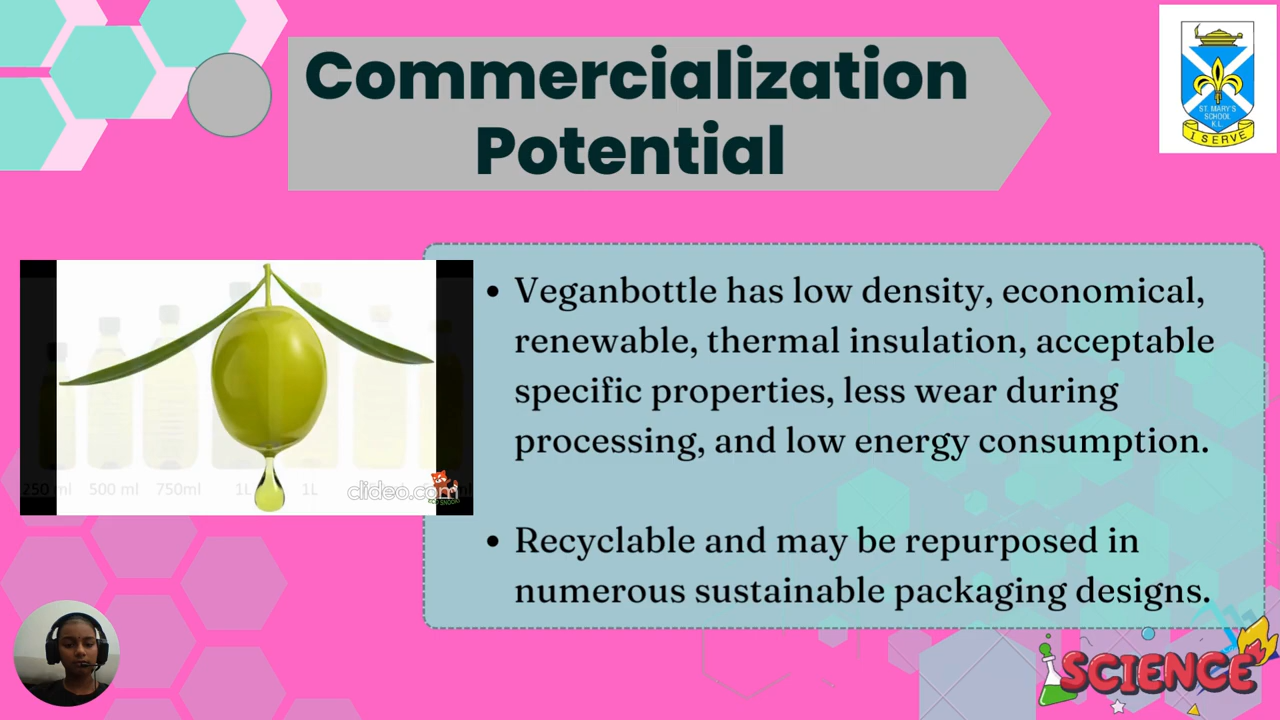 Commercialization
Potential
ST. MARY'S
SCHOOL
K.L.
I SERVE
• Veganbottle has low density, economical,
renewable, thermal insulation, acceptable
specific properties, less wear during
processing, and low energy consumption.
250 ml 500 ml 750ml 1L 1L
clideo.com
• Recyclable and may be repurposed in
numerous sustainable packaging designs.
SCIENCE